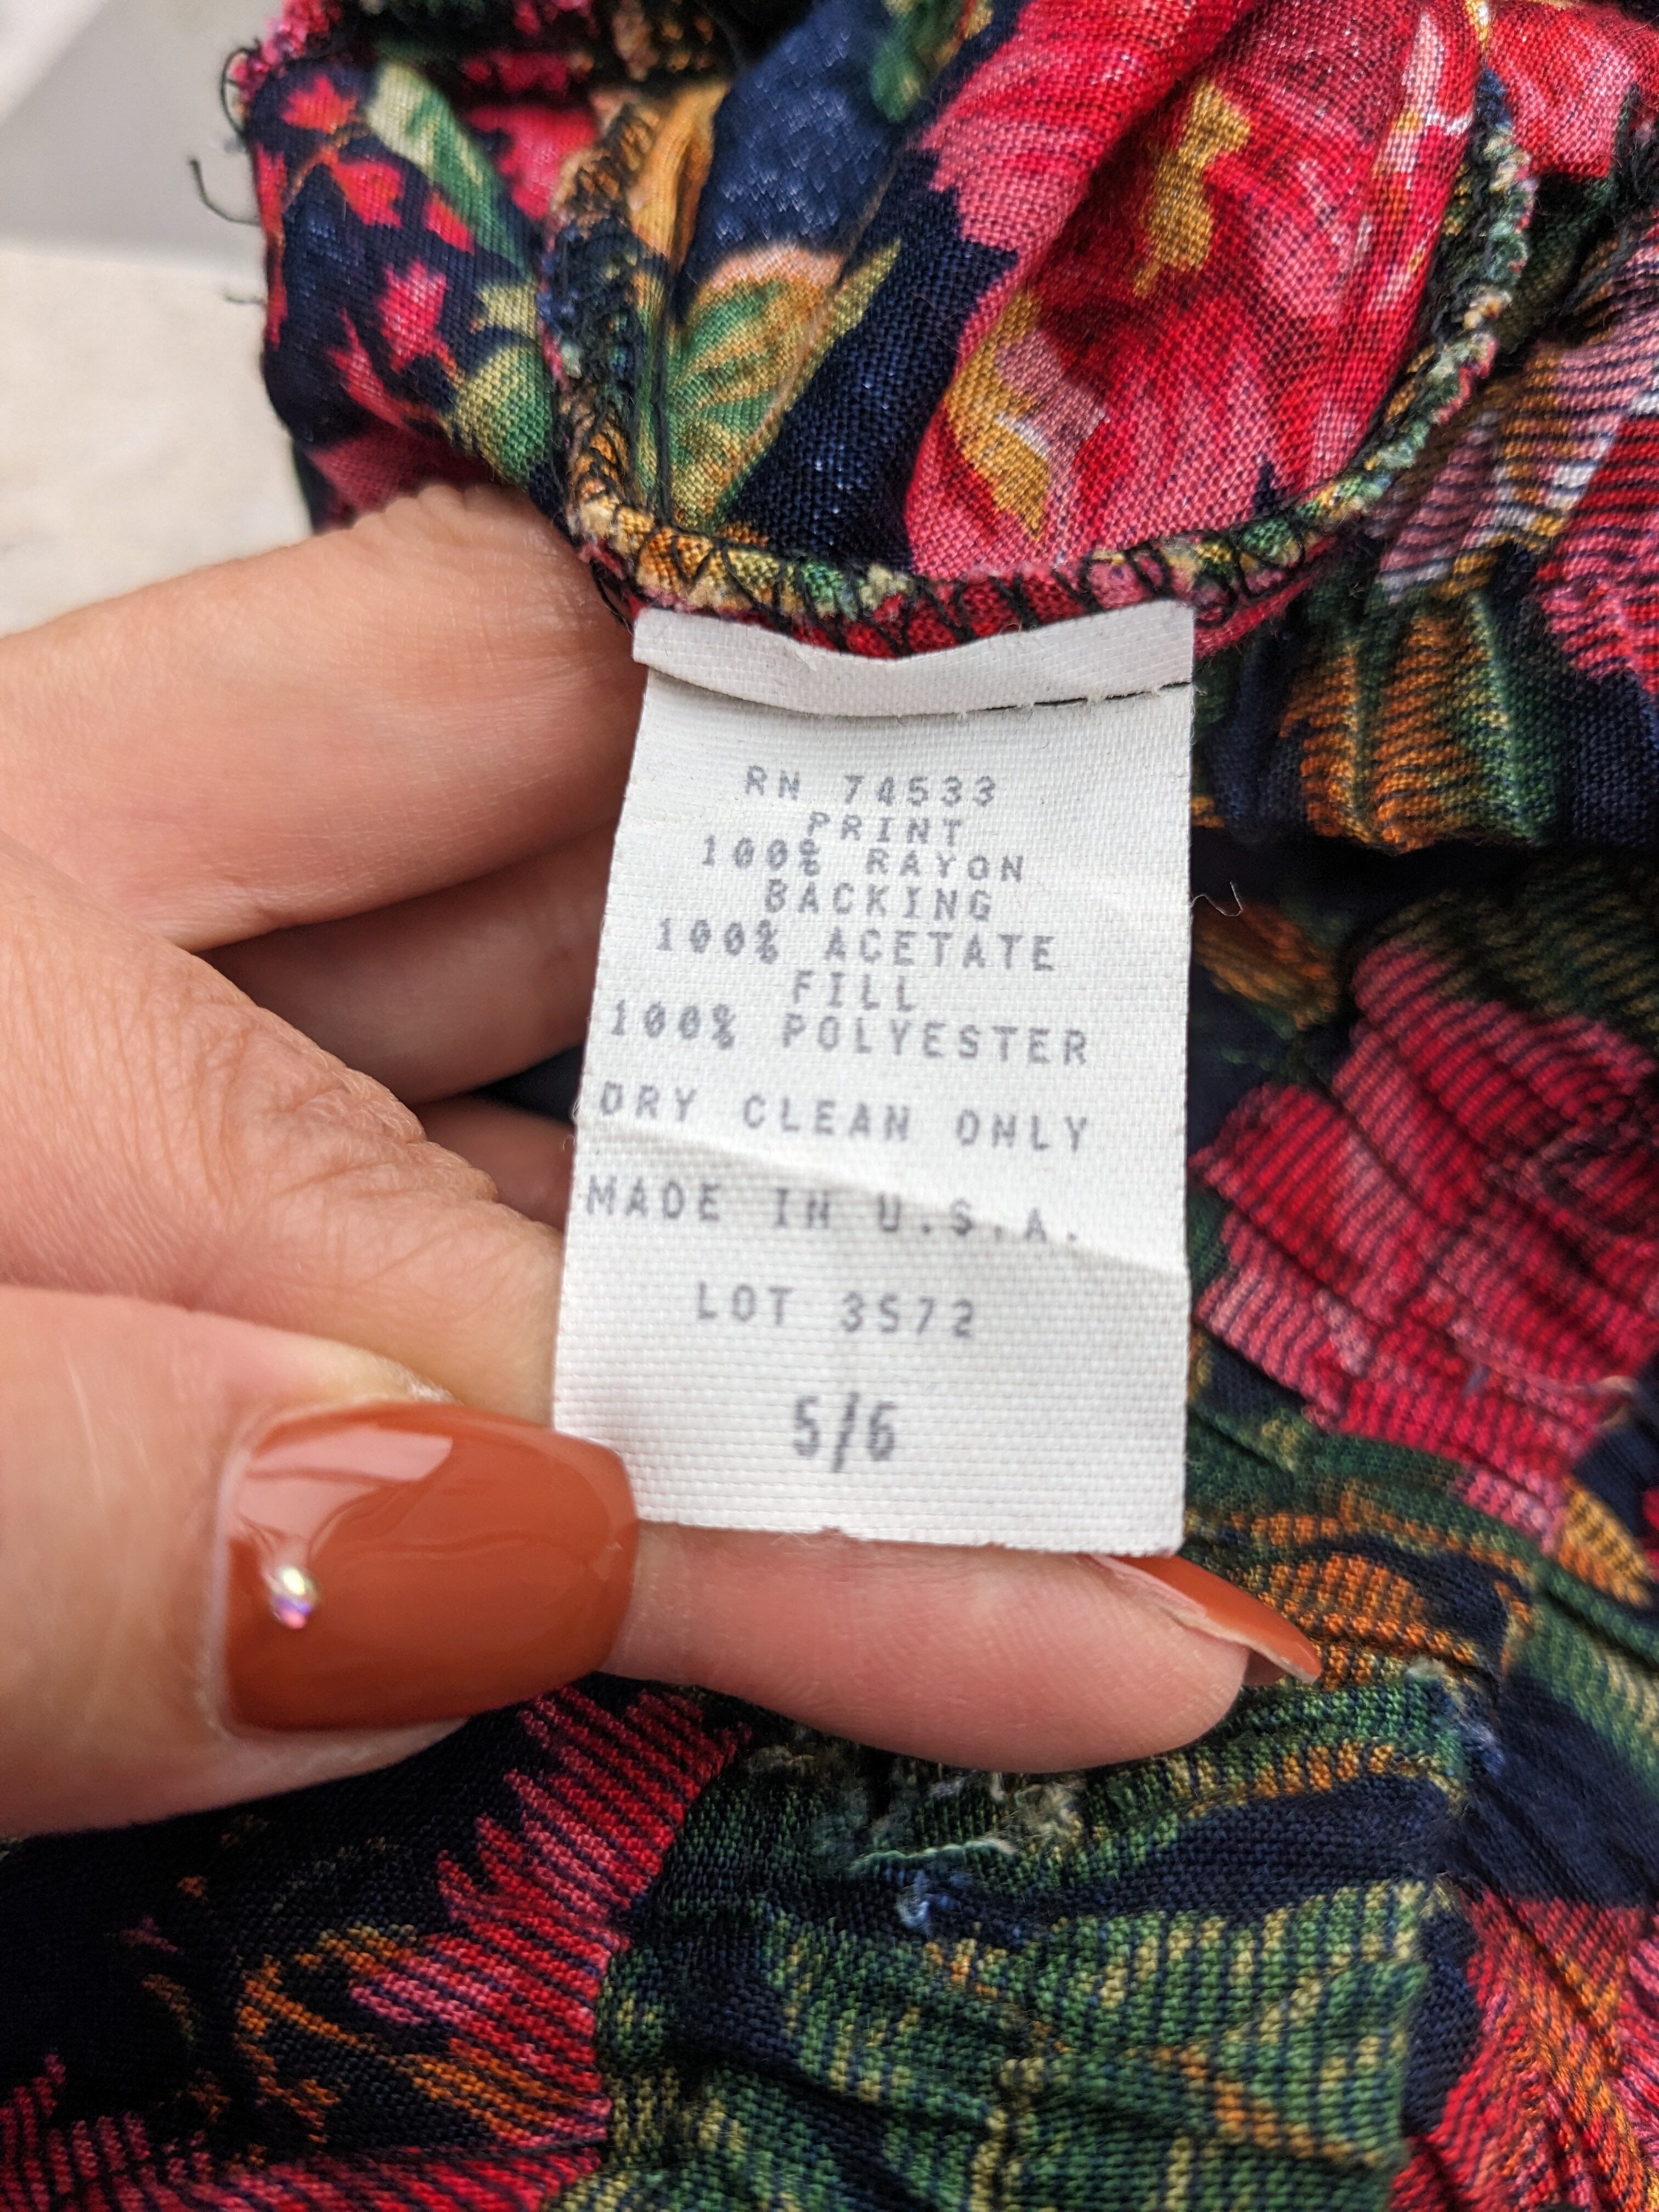 RN 74533
PRINT
100% RAYON
BACKING
100% ACETATE
FILL
100% POLYESTER
DRY CLEAN ONLY
MADE IN U.S.A.
LOT 3572
5/6